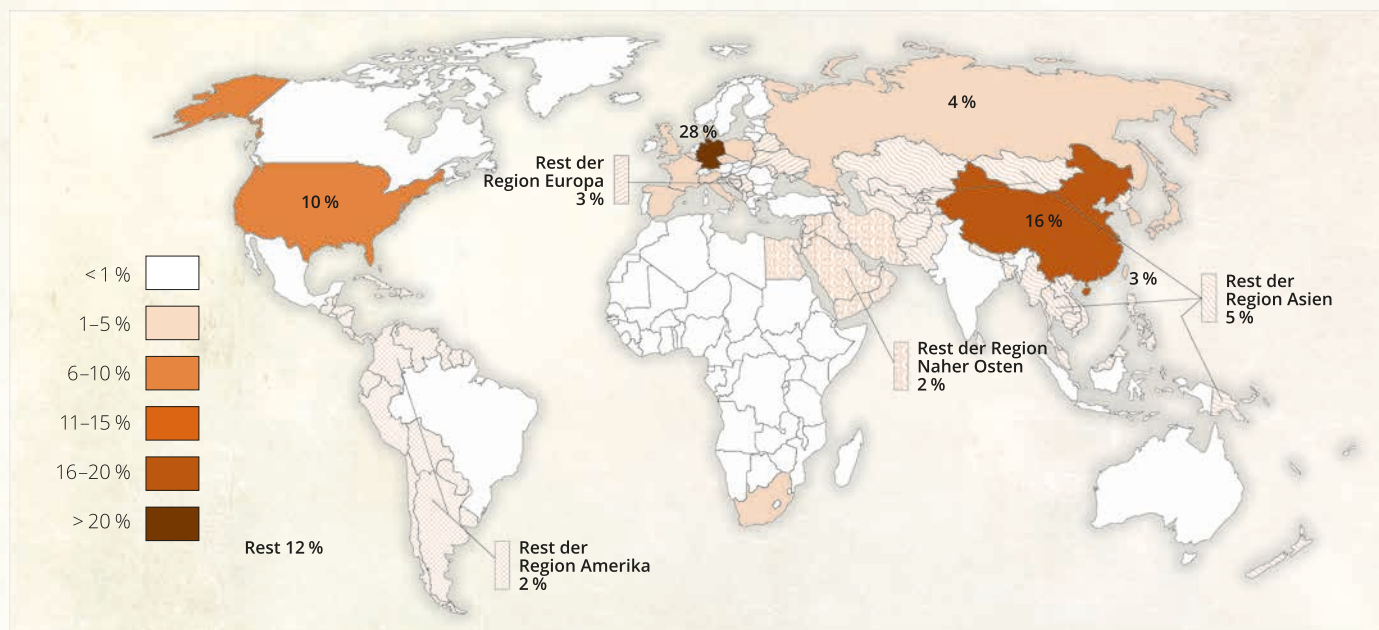 4 %
28 %
Rest der
Region Europa
3 %
10 %
16 %
< 1 %
3 %
Rest der
Region Asien
5 %
1–5 %
Rest der Region
Naher Osten
2 %
6–10 %
11–15 %
16–20 %
> 20 %
Rest 12 %
Rest der
Region Amerika
2 %